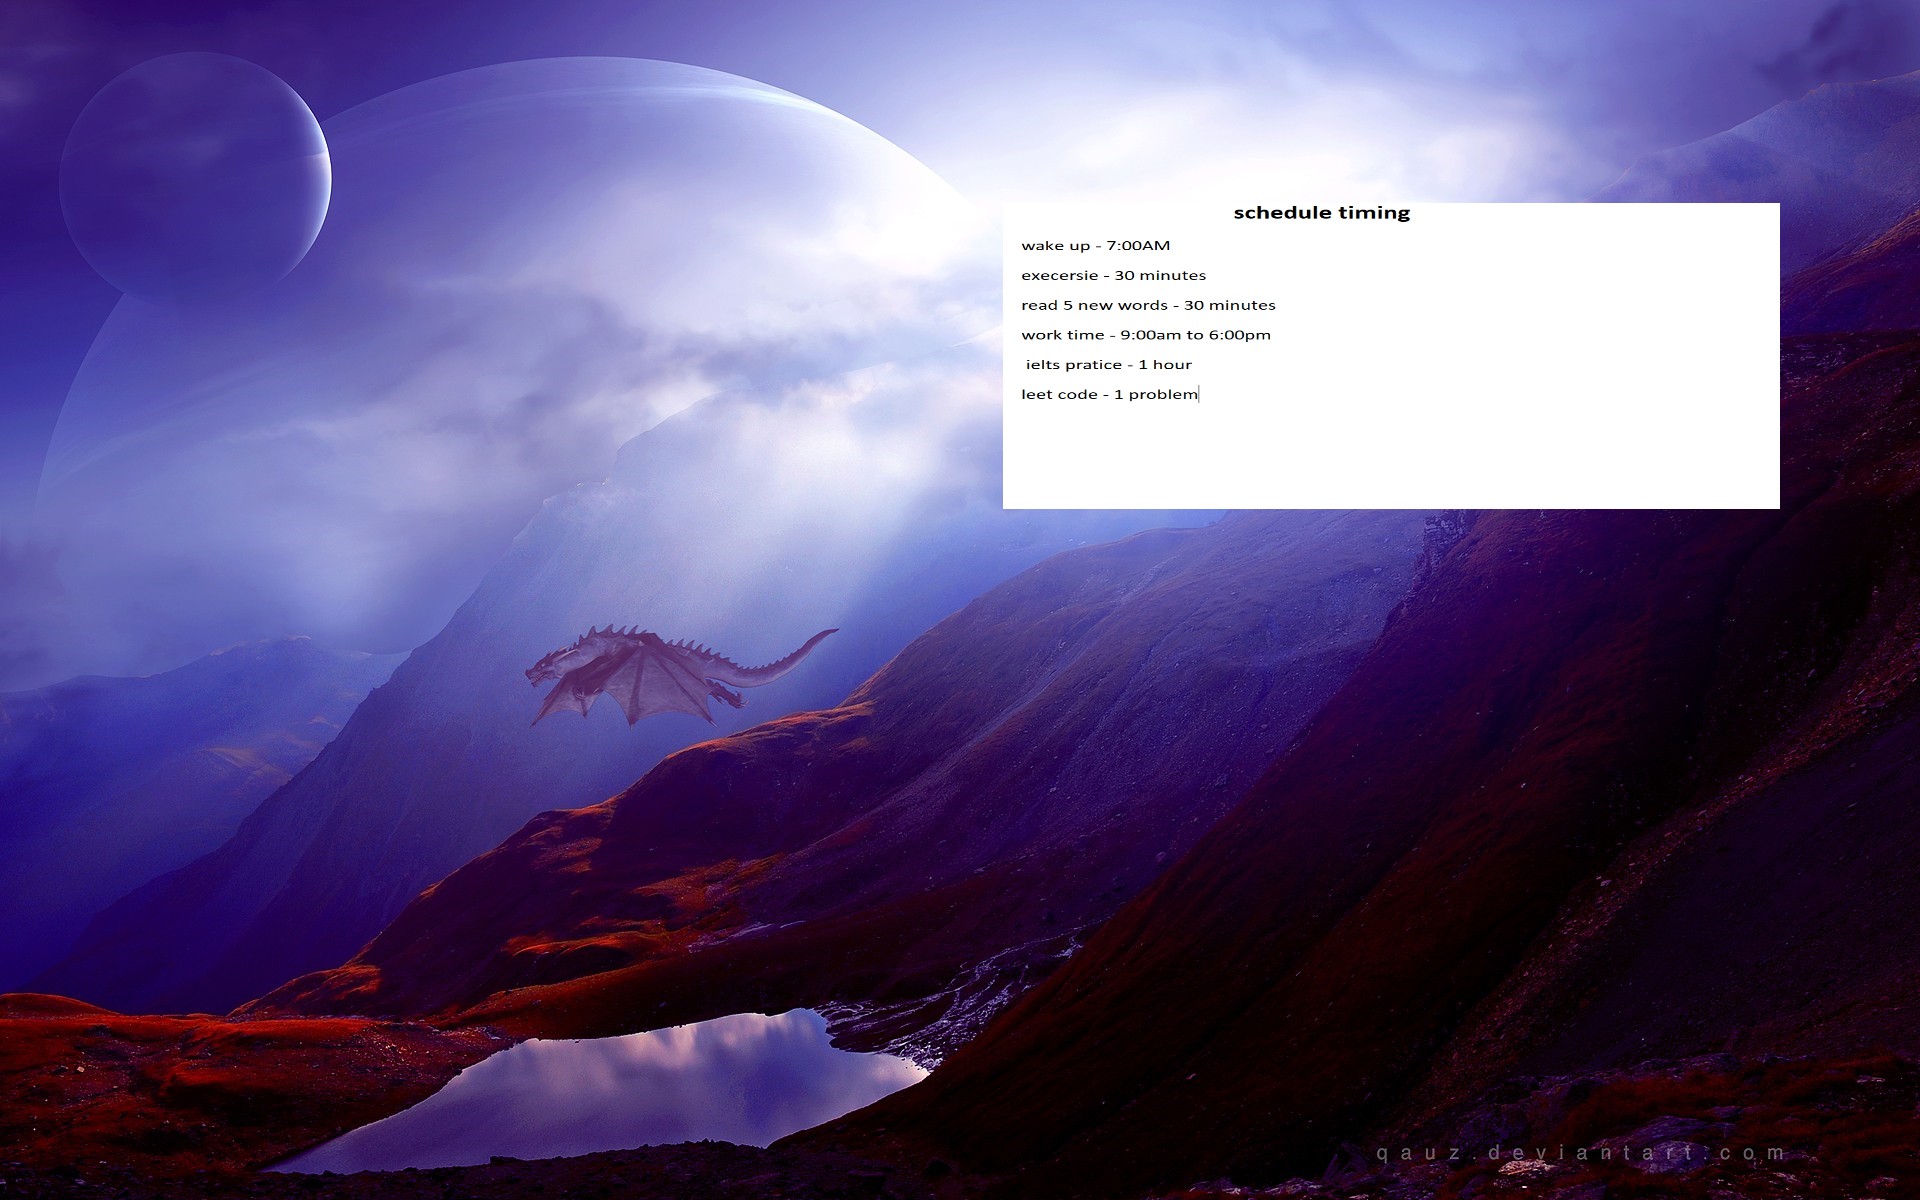 schedule timing
wake up - 7:00AM
execersie - 30 minutes
read 5 new words - 30 minutes
work time - 9:00am to 6:00pm
ielts pratice - 1 hour
leet code - 1 problem
qauz.deviantart.com